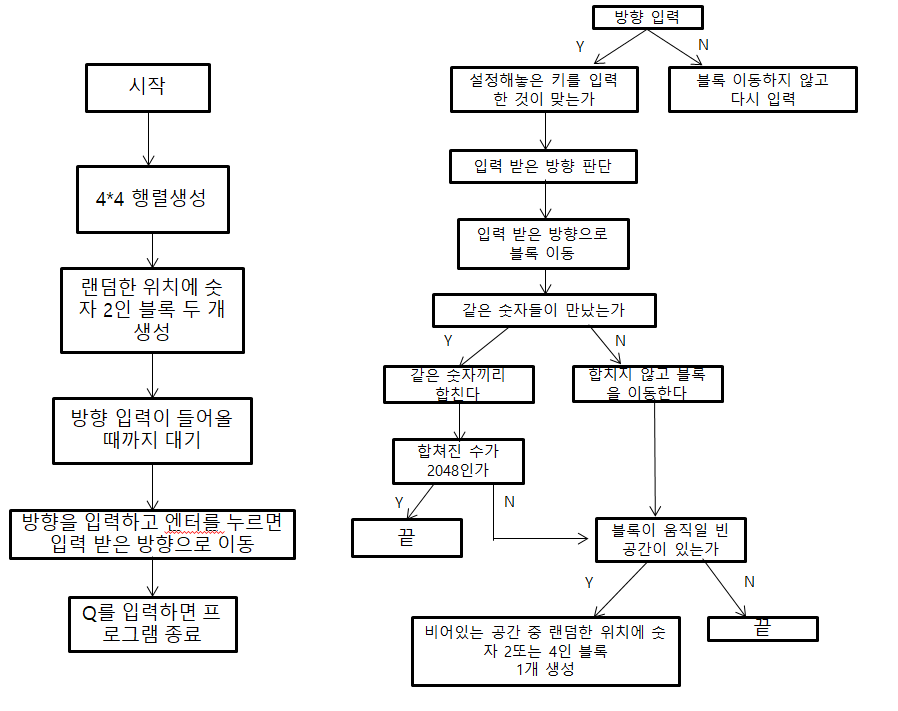 시작
4*4 행렬생성
랜덤한 위치에 숫
자 2인 블록 두 개
생성
방향 입력이 들어올
때까지 대기
방향을 입력하고 엔터를 누르면
입력 받은 방향으로 이동
Q를 입력하면 프
로그램 종료
방향 입력
Y
N
설정해놓은 키를 입력
한 것이 맞는가
블록 이동하지 않고
다시 입력
입력 받은 방향 판단
입력 받은 방향으로
블록 이동
같은 숫자들이 만났는가
Y
N
같은 숫자끼리
합친다
합치지 않고 블록
을 이동한다
합쳐진 수가
2048인가
Y
N
끝
블록이 움직일 빈
공간이 있는가
Y
N
비어있는 공간 중 랜덤한 위치에 숫
자 2또는 4인 블록
1개 생성
끝